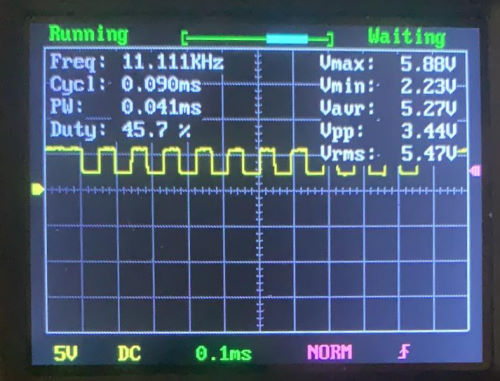 Running Waiting
Freq: 11.111KHz Vmax: 5.88V
Cycl: 0.090ms Vmin: 2.23V
PW: 0.041ms Vavr: 5.27V
Duty: 45.7 % Vpp: 3.44V
Vrms: 5.47V
5V DC 0.1ms NORM